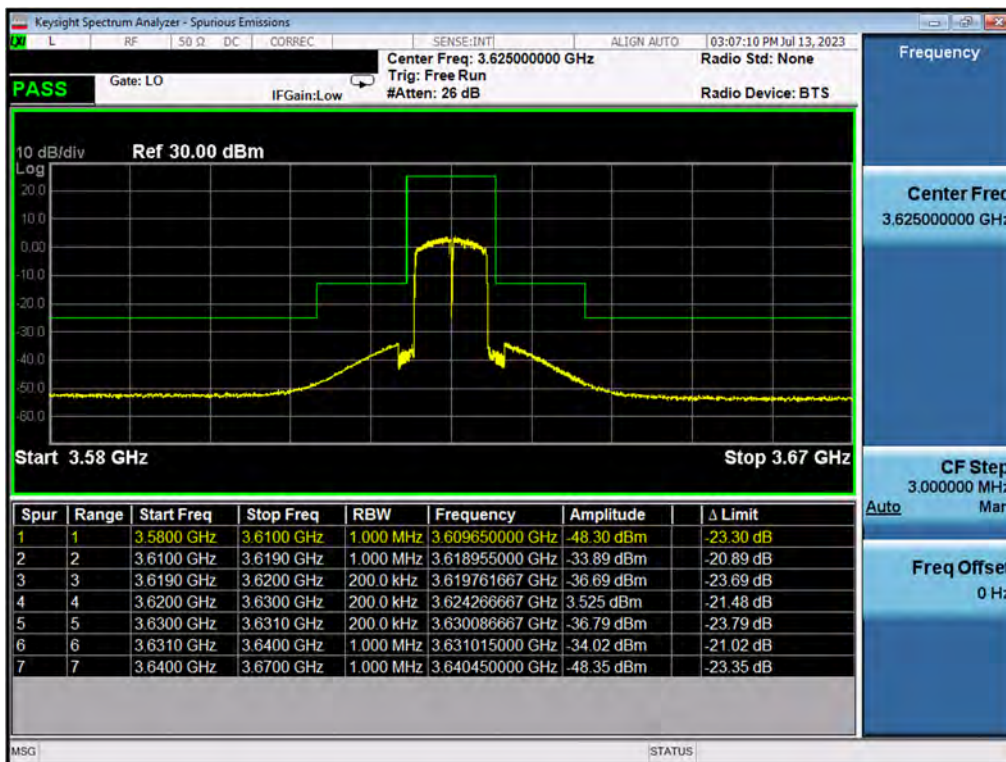 Keysight Spectrum Analyzer - Spurious Emissions
LXI L RF 50 Ω DC CORREC SENSE:INT ALIGN AUTO 03:07:10 PM Jul 13, 2023
Center Freq: 3.625000000 GHz Radio Std: None
Trig: Free Run
PASS Gate: LO IFGain:Low #Atten: 26 dB Radio Device: BTS
Frequency
10 dB/div Ref 30.00 dBm
Log
20.0
10.0
0.00
-10.0
-20.0
-30.0
-40.0
-50.0
-60.0
Start 3.58 GHz Stop 3.67 GHz
Center Freq
3.625000000 GHz
CF Step
3.000000 MHz
Auto Man
Freq Offset
0 Hz
Spur Range Start Freq Stop Freq RBW Frequency Amplitude Δ Limit
1 1 3.5800 GHz 3.6100 GHz 1.000 MHz 3.609650000 GHz -48.30 dBm -23.30 dB
2 2 3.6100 GHz 3.6190 GHz 1.000 MHz 3.618955000 GHz -33.89 dBm -20.89 dB
3 3 3.6190 GHz 3.6200 GHz 200.0 kHz 3.619761667 GHz -36.69 dBm -23.69 dB
4 4 3.6200 GHz 3.6300 GHz 200.0 kHz 3.624266667 GHz 3.525 dBm -21.48 dB
5 5 3.6300 GHz 3.6310 GHz 200.0 kHz 3.630086667 GHz -36.79 dBm -23.79 dB
6 6 3.6310 GHz 3.6400 GHz 1.000 MHz 3.631015000 GHz -34.02 dBm -21.02 dB
7 7 3.6400 GHz 3.6700 GHz 1.000 MHz 3.640450000 GHz -48.35 dBm -23.35 dB
MSG STATUS